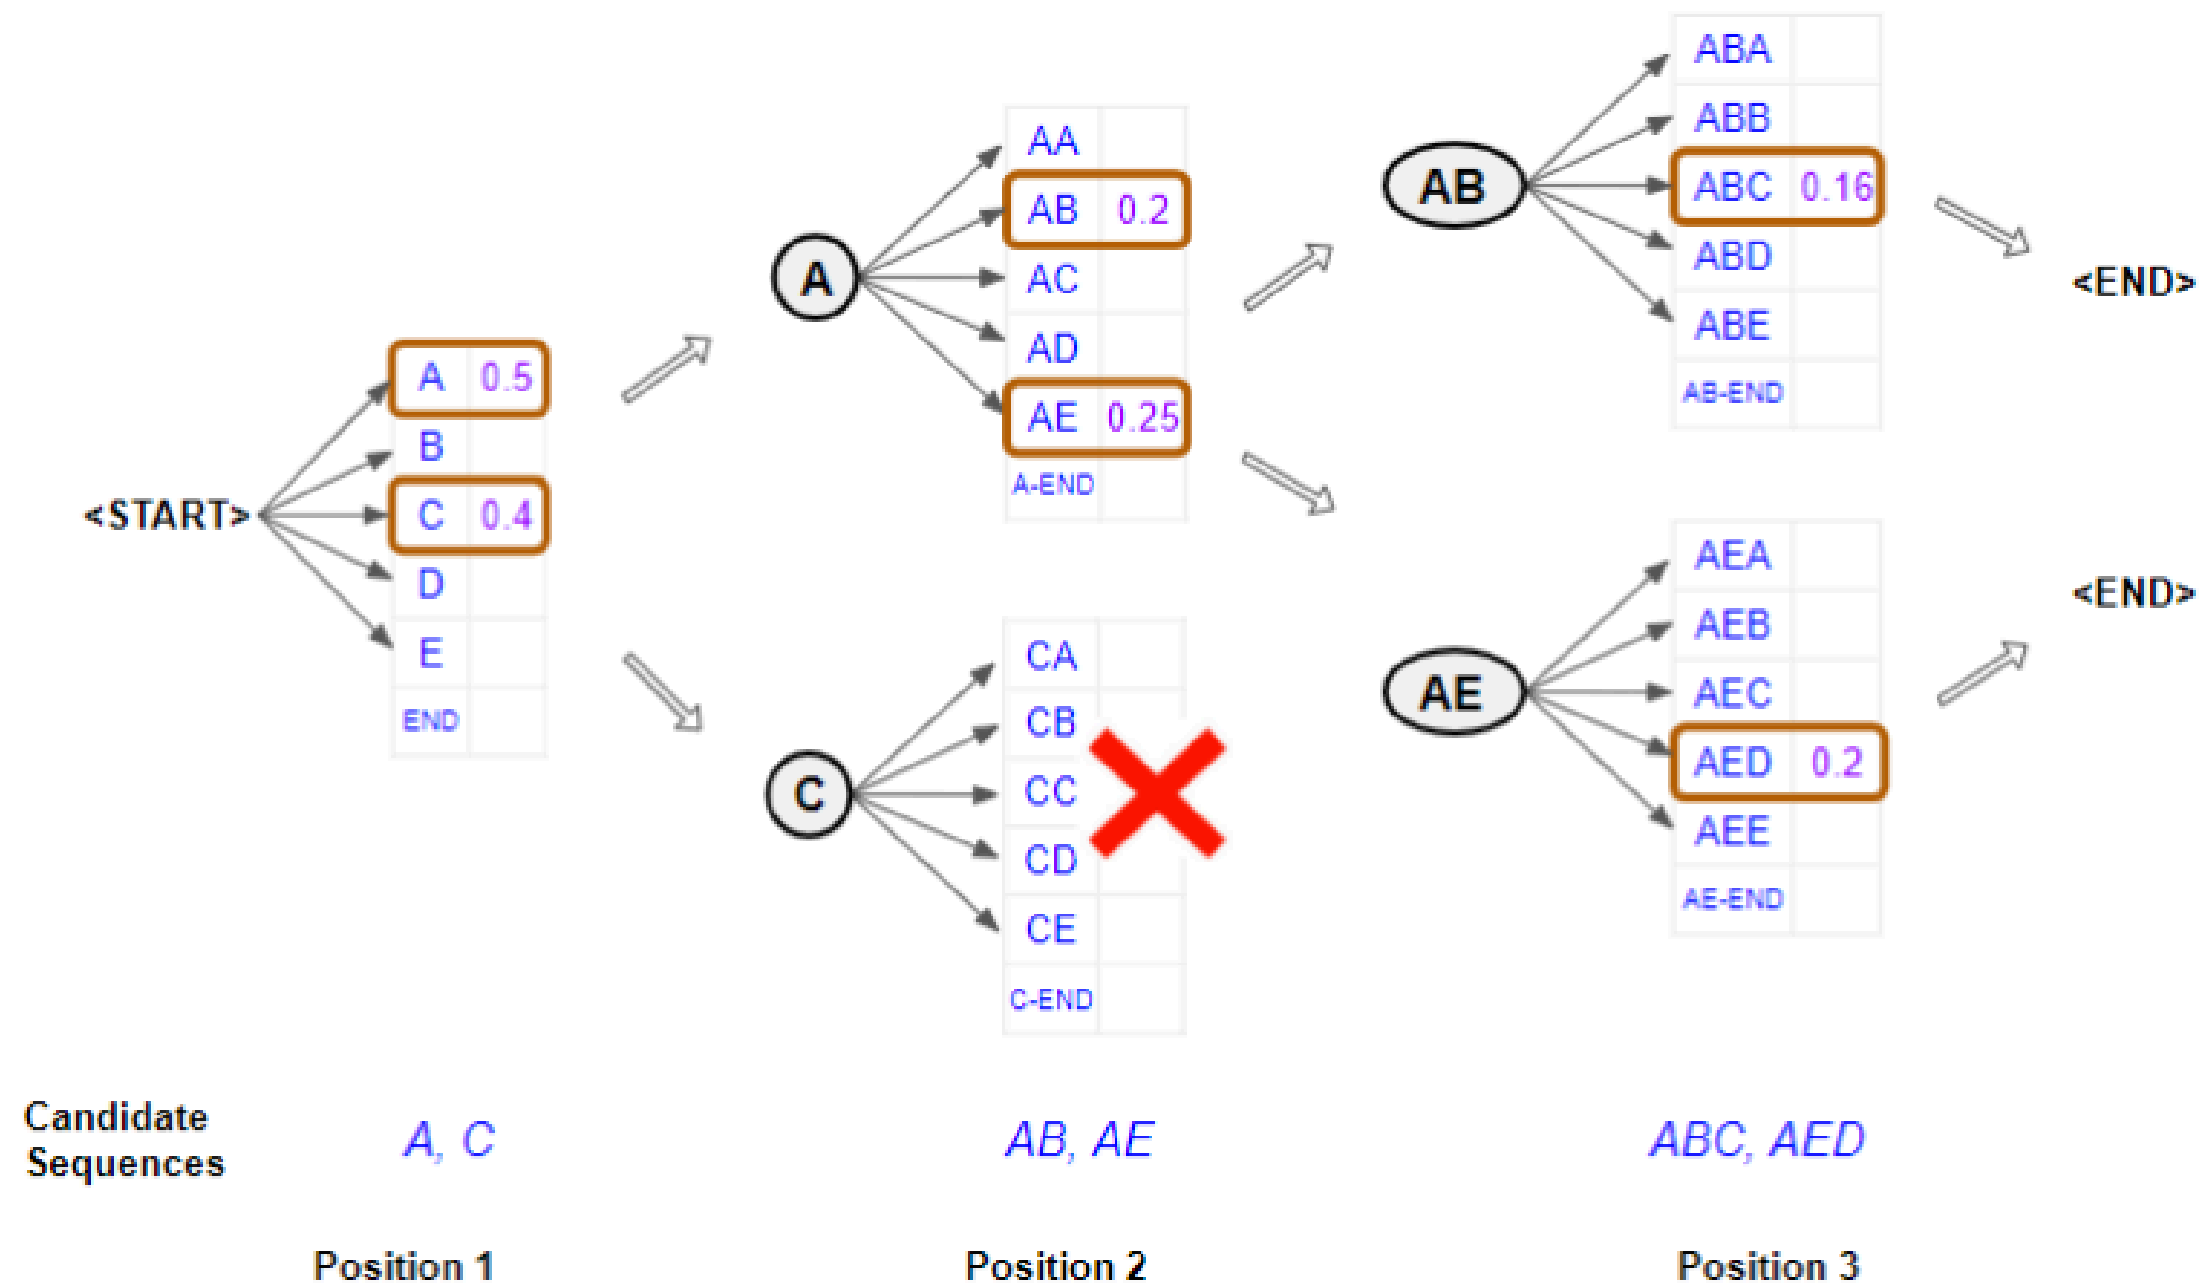 <START>
A 0.5
B
C 0.4
D
E
END
A
AA
AB 0.2
AC
AD
AE 0.25
A-END
C
CA
CB
CC
CD
CE
C-END
AB
ABA
ABB
ABC 0.16
ABD
ABE
AB-END
AE
AEA
AEB
AEC
AED 0.2
AEE
AE-END
<END>
<END>
Candidate
Sequences
A, C
AB, AE
ABC, AED
Position 1
Position 2
Position 3